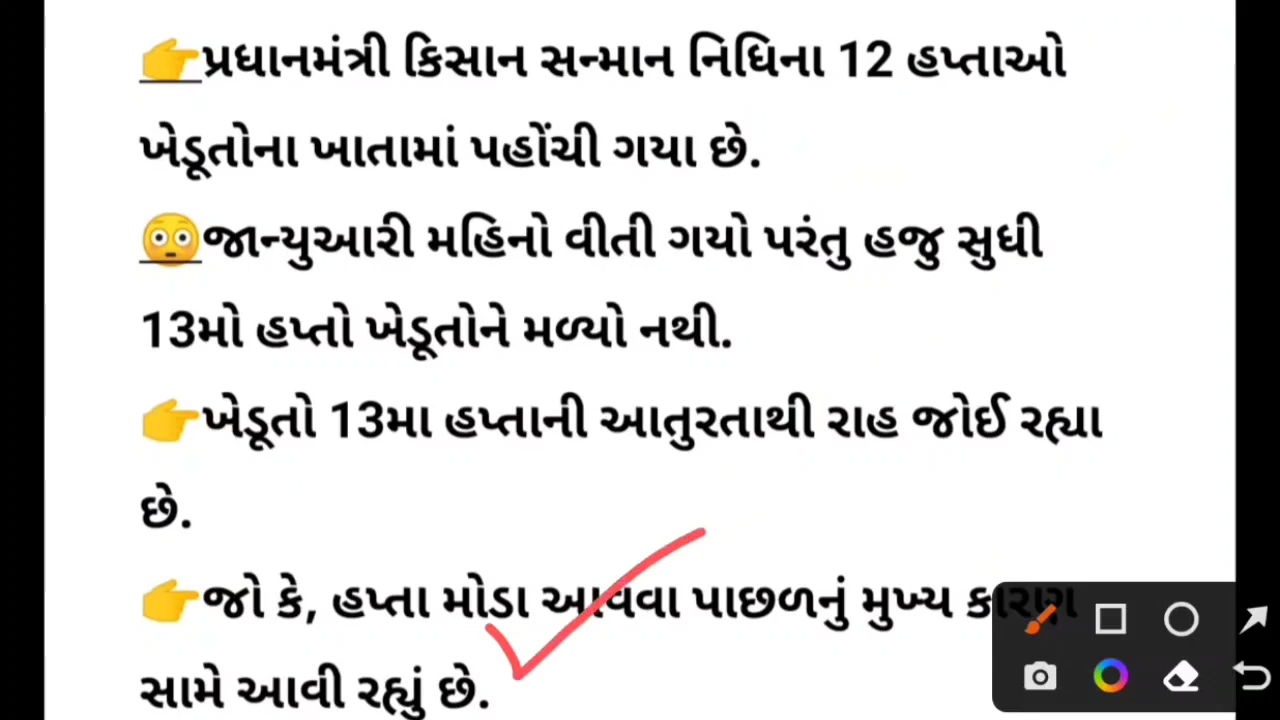 👉પ્રધાનમંત્રી કિસાન સન્માન નિધિના 12 હપ્તાઓ
ખેડૂતોના ખાતામાં પહોંચી ગયા છે.
😳જાન્યુઆરી મહિનો વીતી ગયો પરંતુ હજુ સુધી
13મો હપ્તો ખેડૂતોને મળ્યો નથી.
👉ખેડૂતો 13મા હપ્તાની આતુરતાથી રાહ જોઈ રહ્યા
છે.
👉જો કે, હપ્તા મોડા આવવા પાછળનું મુખ્ય કારણ
સામે આવી રહ્યું છે.